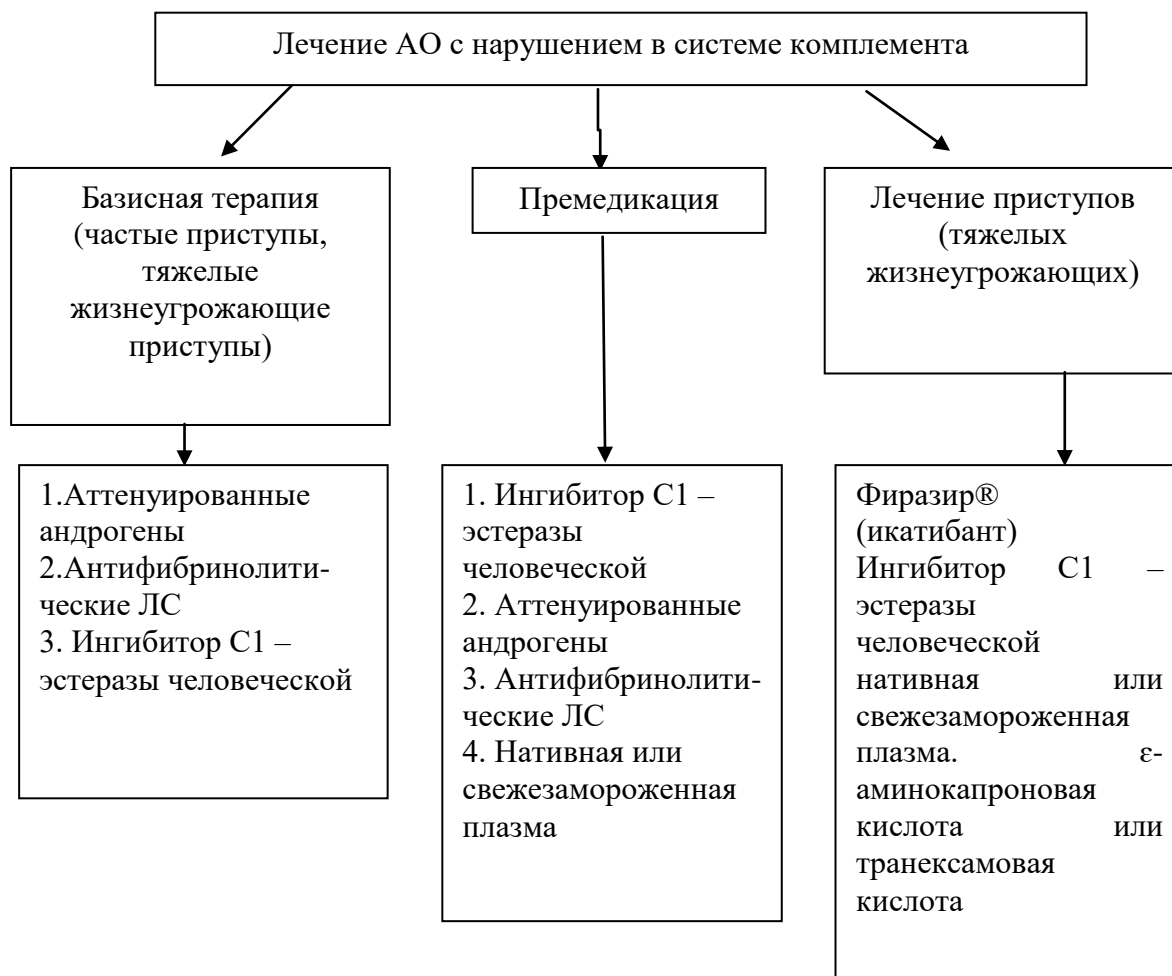 Лечение АО с нарушением в системе комплемента
Базисная терапия
(частые приступы,
тяжелые
жизнеугрожающие
приступы)
Премедикация
Лечение приступов
(тяжелых
жизнеугрожающих)
1.Аттенуированные
андрогены
2.Антифибринолити-
ческие ЛС
3. Ингибитор С1 –
эстеразы человеческой
1. Ингибитор С1 –
эстеразы
человеческой
2. Аттенуированные
андрогены
3. Антифибринолити-
ческие ЛС
4. Нативная или
свежезамороженная
плазма
Фиразир®
(икатибант)
Ингибитор С1 –
эстеразы
человеческой
нативная или
свежезамороженная
плазма. ε-
аминокапроновая
кислота или
транексамовая
кислота